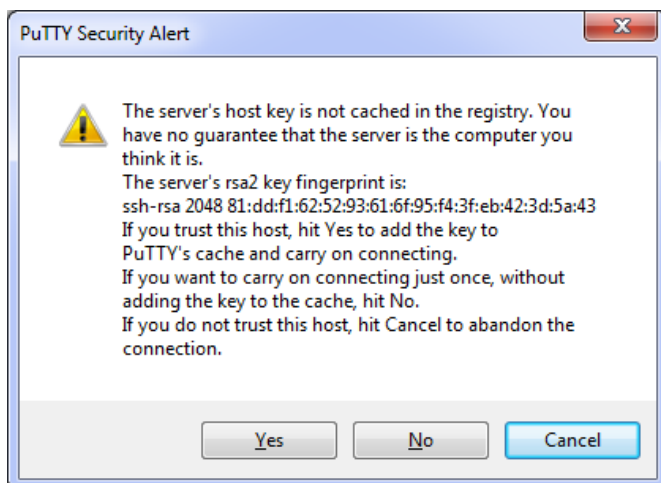 PuTTY Security Alert
The server's host key is not cached in the registry. You
have no guarantee that the server is the computer you
think it is.
The server's rsa2 key fingerprint is:
ssh-rsa 2048 81:dd:f1:62:52:93:61:6f:95:f4:3f:eb:42:3d:5a:43
If you trust this host, hit Yes to add the key to
PuTTY's cache and carry on connecting.
If you want to carry on connecting just once, without
adding the key to the cache, hit No.
If you do not trust this host, hit Cancel to abandon the
connection.
Yes No Cancel